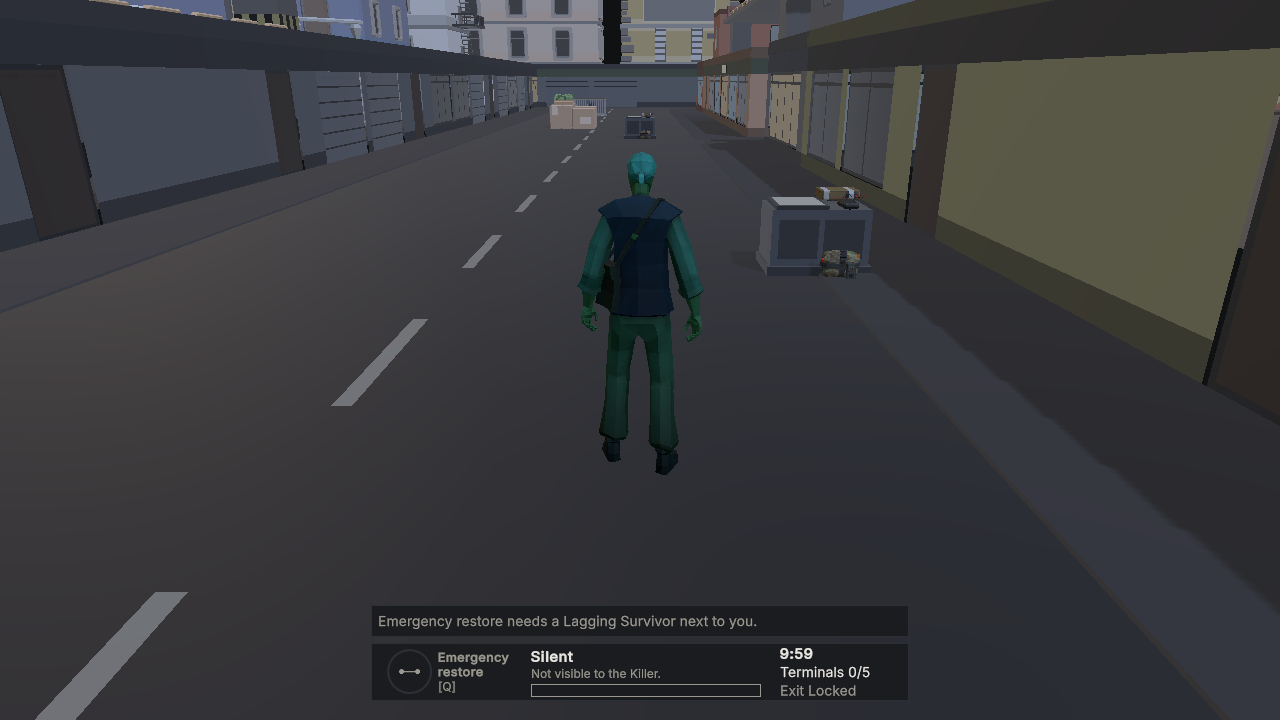 Emergency restore needs a Lagging Survivor next to you.
Emergency
restore
[Q]
Silent
Not visible to the Killer.
9:59
Terminals 0/5
Exit Locked